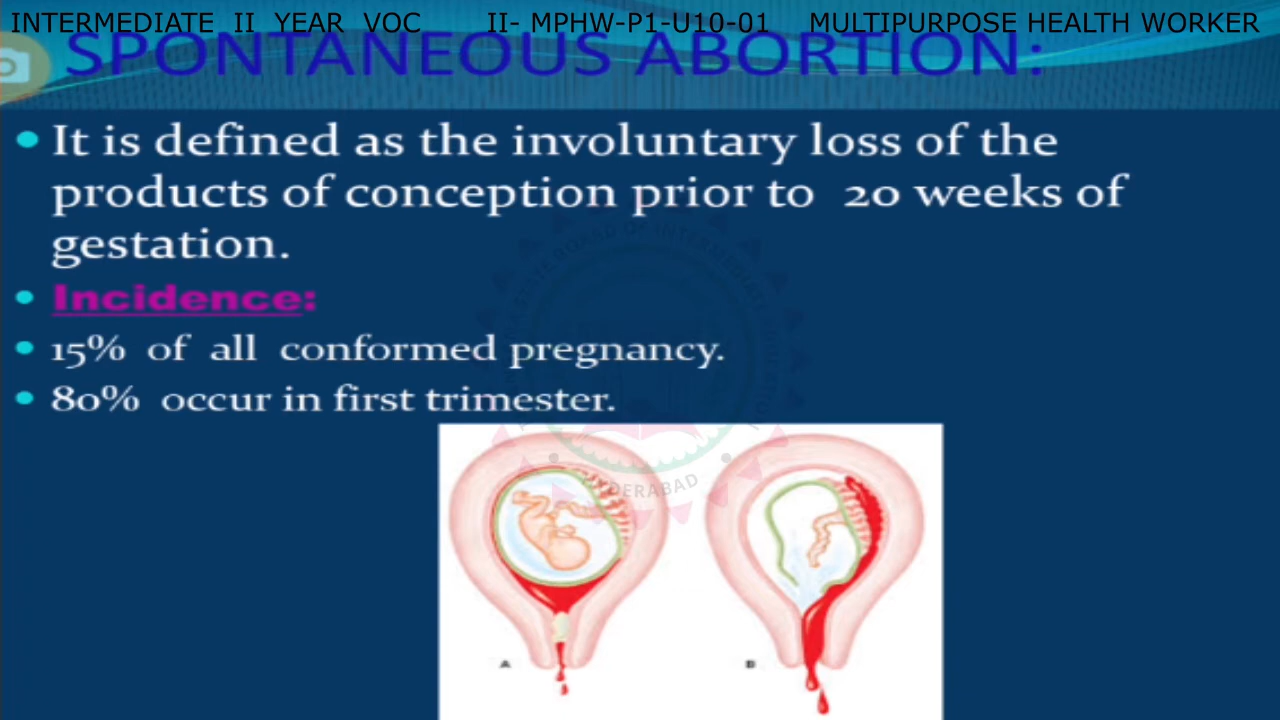 INTERMEDIATE II YEAR VOC II- MPHW-P1-U10-01 MULTIPURPOSE HEALTH WORKER
SPONTANEOUS ABORTION:
• It is defined as the involuntary loss of the
products of conception prior to 20 weeks of
gestation.
• Incidence:
• 15% of all conformed pregnancy.
• 80% occur in first trimester.
HYDERABAD
A B